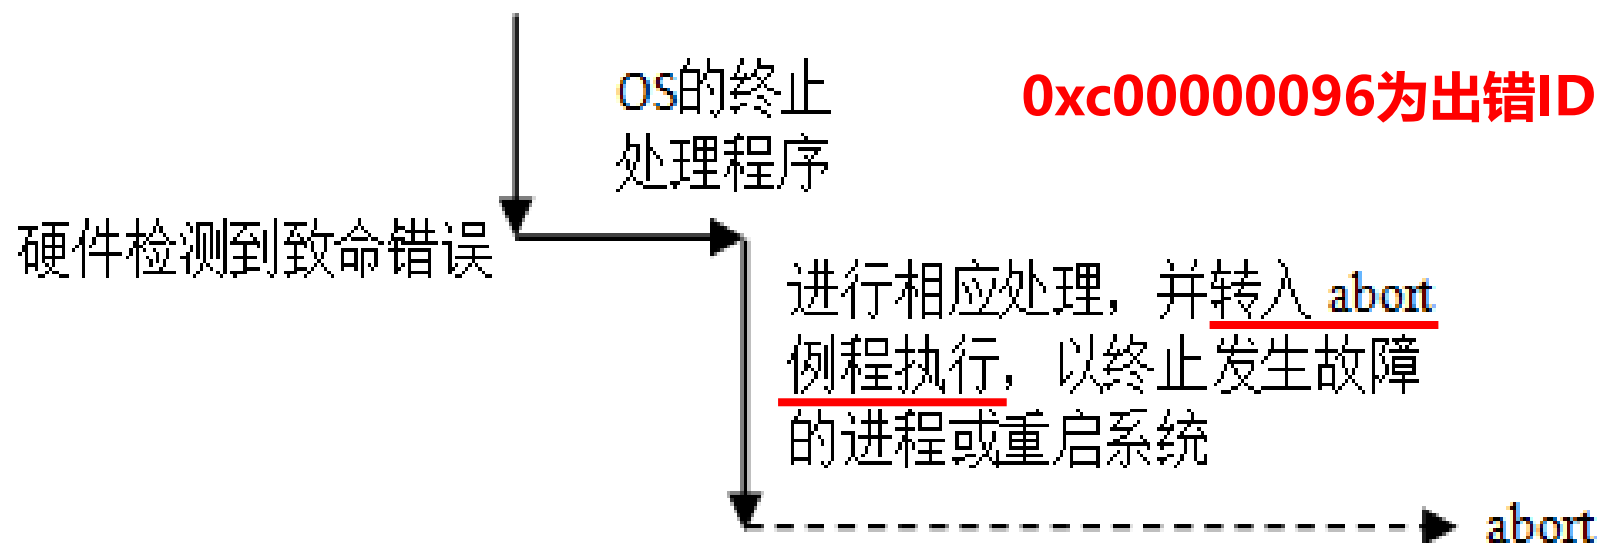 OS的终止
处理程序
0xc00000096为出错ID
硬件检测到致命错误
进行相应处理，并转入 abort
例程执行，以终止发生故障
的进程或重启系统
abort